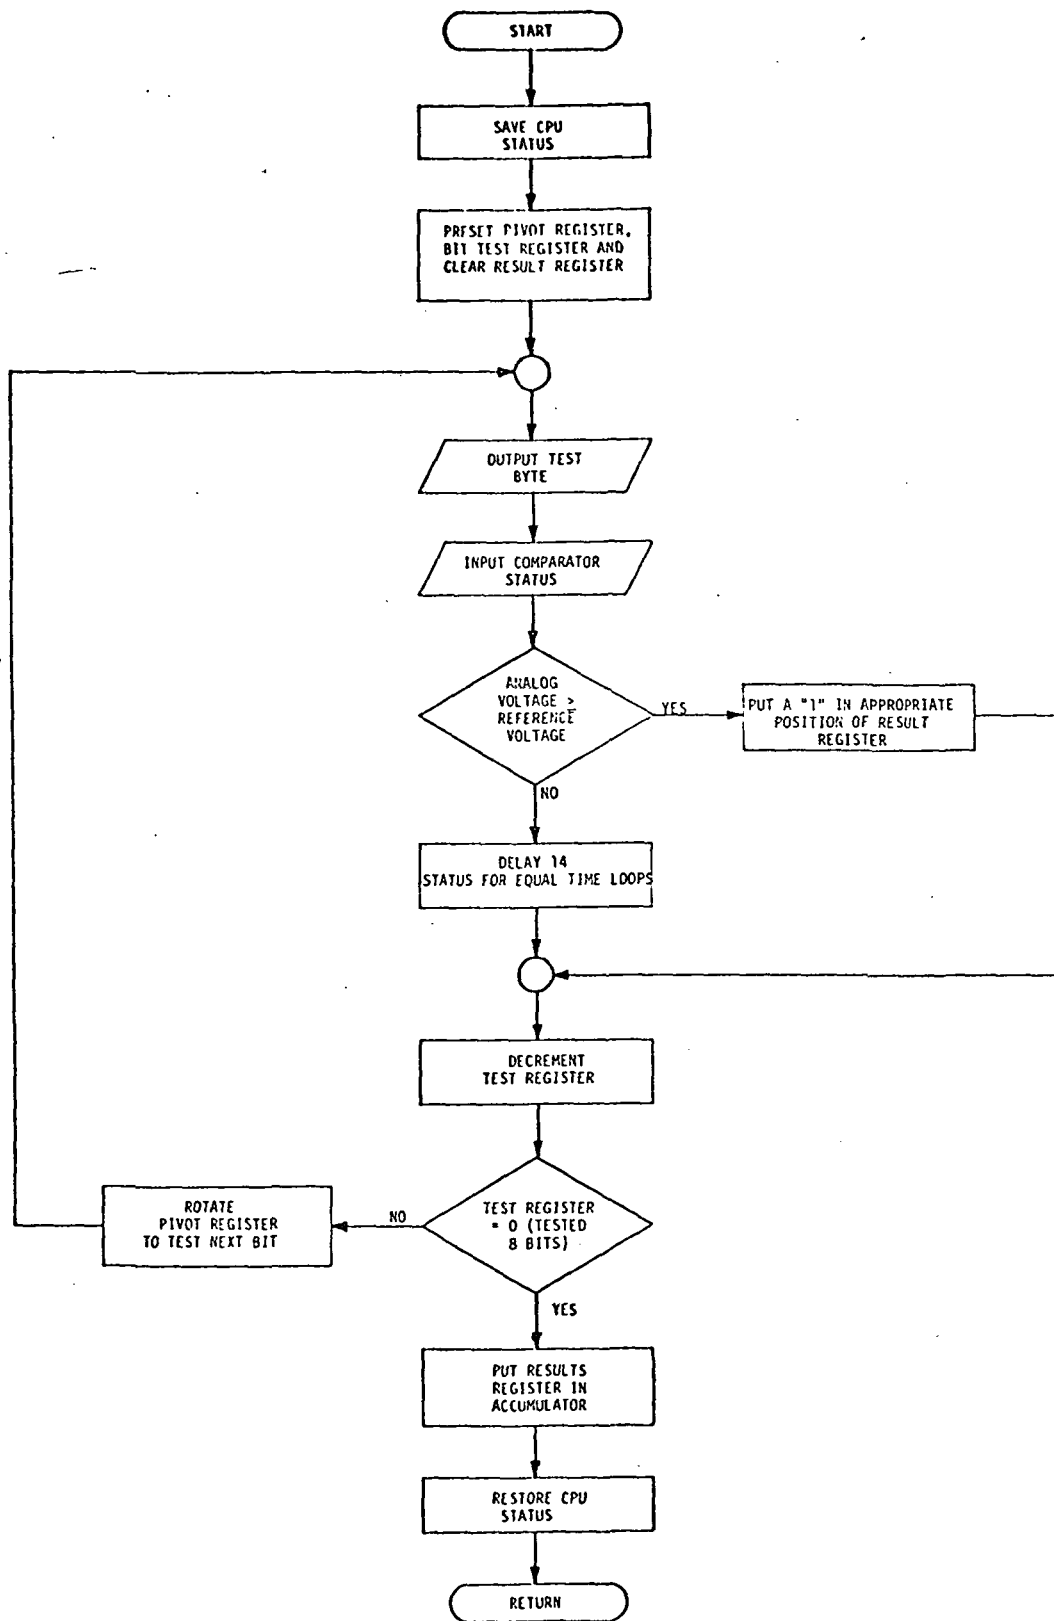 START
SAVE CPU
STATUS
PRESET PIVOT REGISTER,
BIT TEST REGISTER AND
CLEAR RESULT REGISTER
OUTPUT TEST
BYTE
INPUT COMPARATOR
STATUS
ANALOG
VOLTAGE ≥
REFERENCE
VOLTAGE
YES
PUT A "1" IN APPROPRIATE
POSITION OF RESULT
REGISTER
NO
DELAY 14
STATUS FOR EQUAL TIME LOOPS
DECREMENT
TEST REGISTER
TEST REGISTER
= 0 (TESTED
8 BITS)
NO
ROTATE
PIVOT REGISTER
TO TEST NEXT BIT
YES
PUT RESULTS
REGISTER IN
ACCUMULATOR
RESTORE CPU
STATUS
RETURN